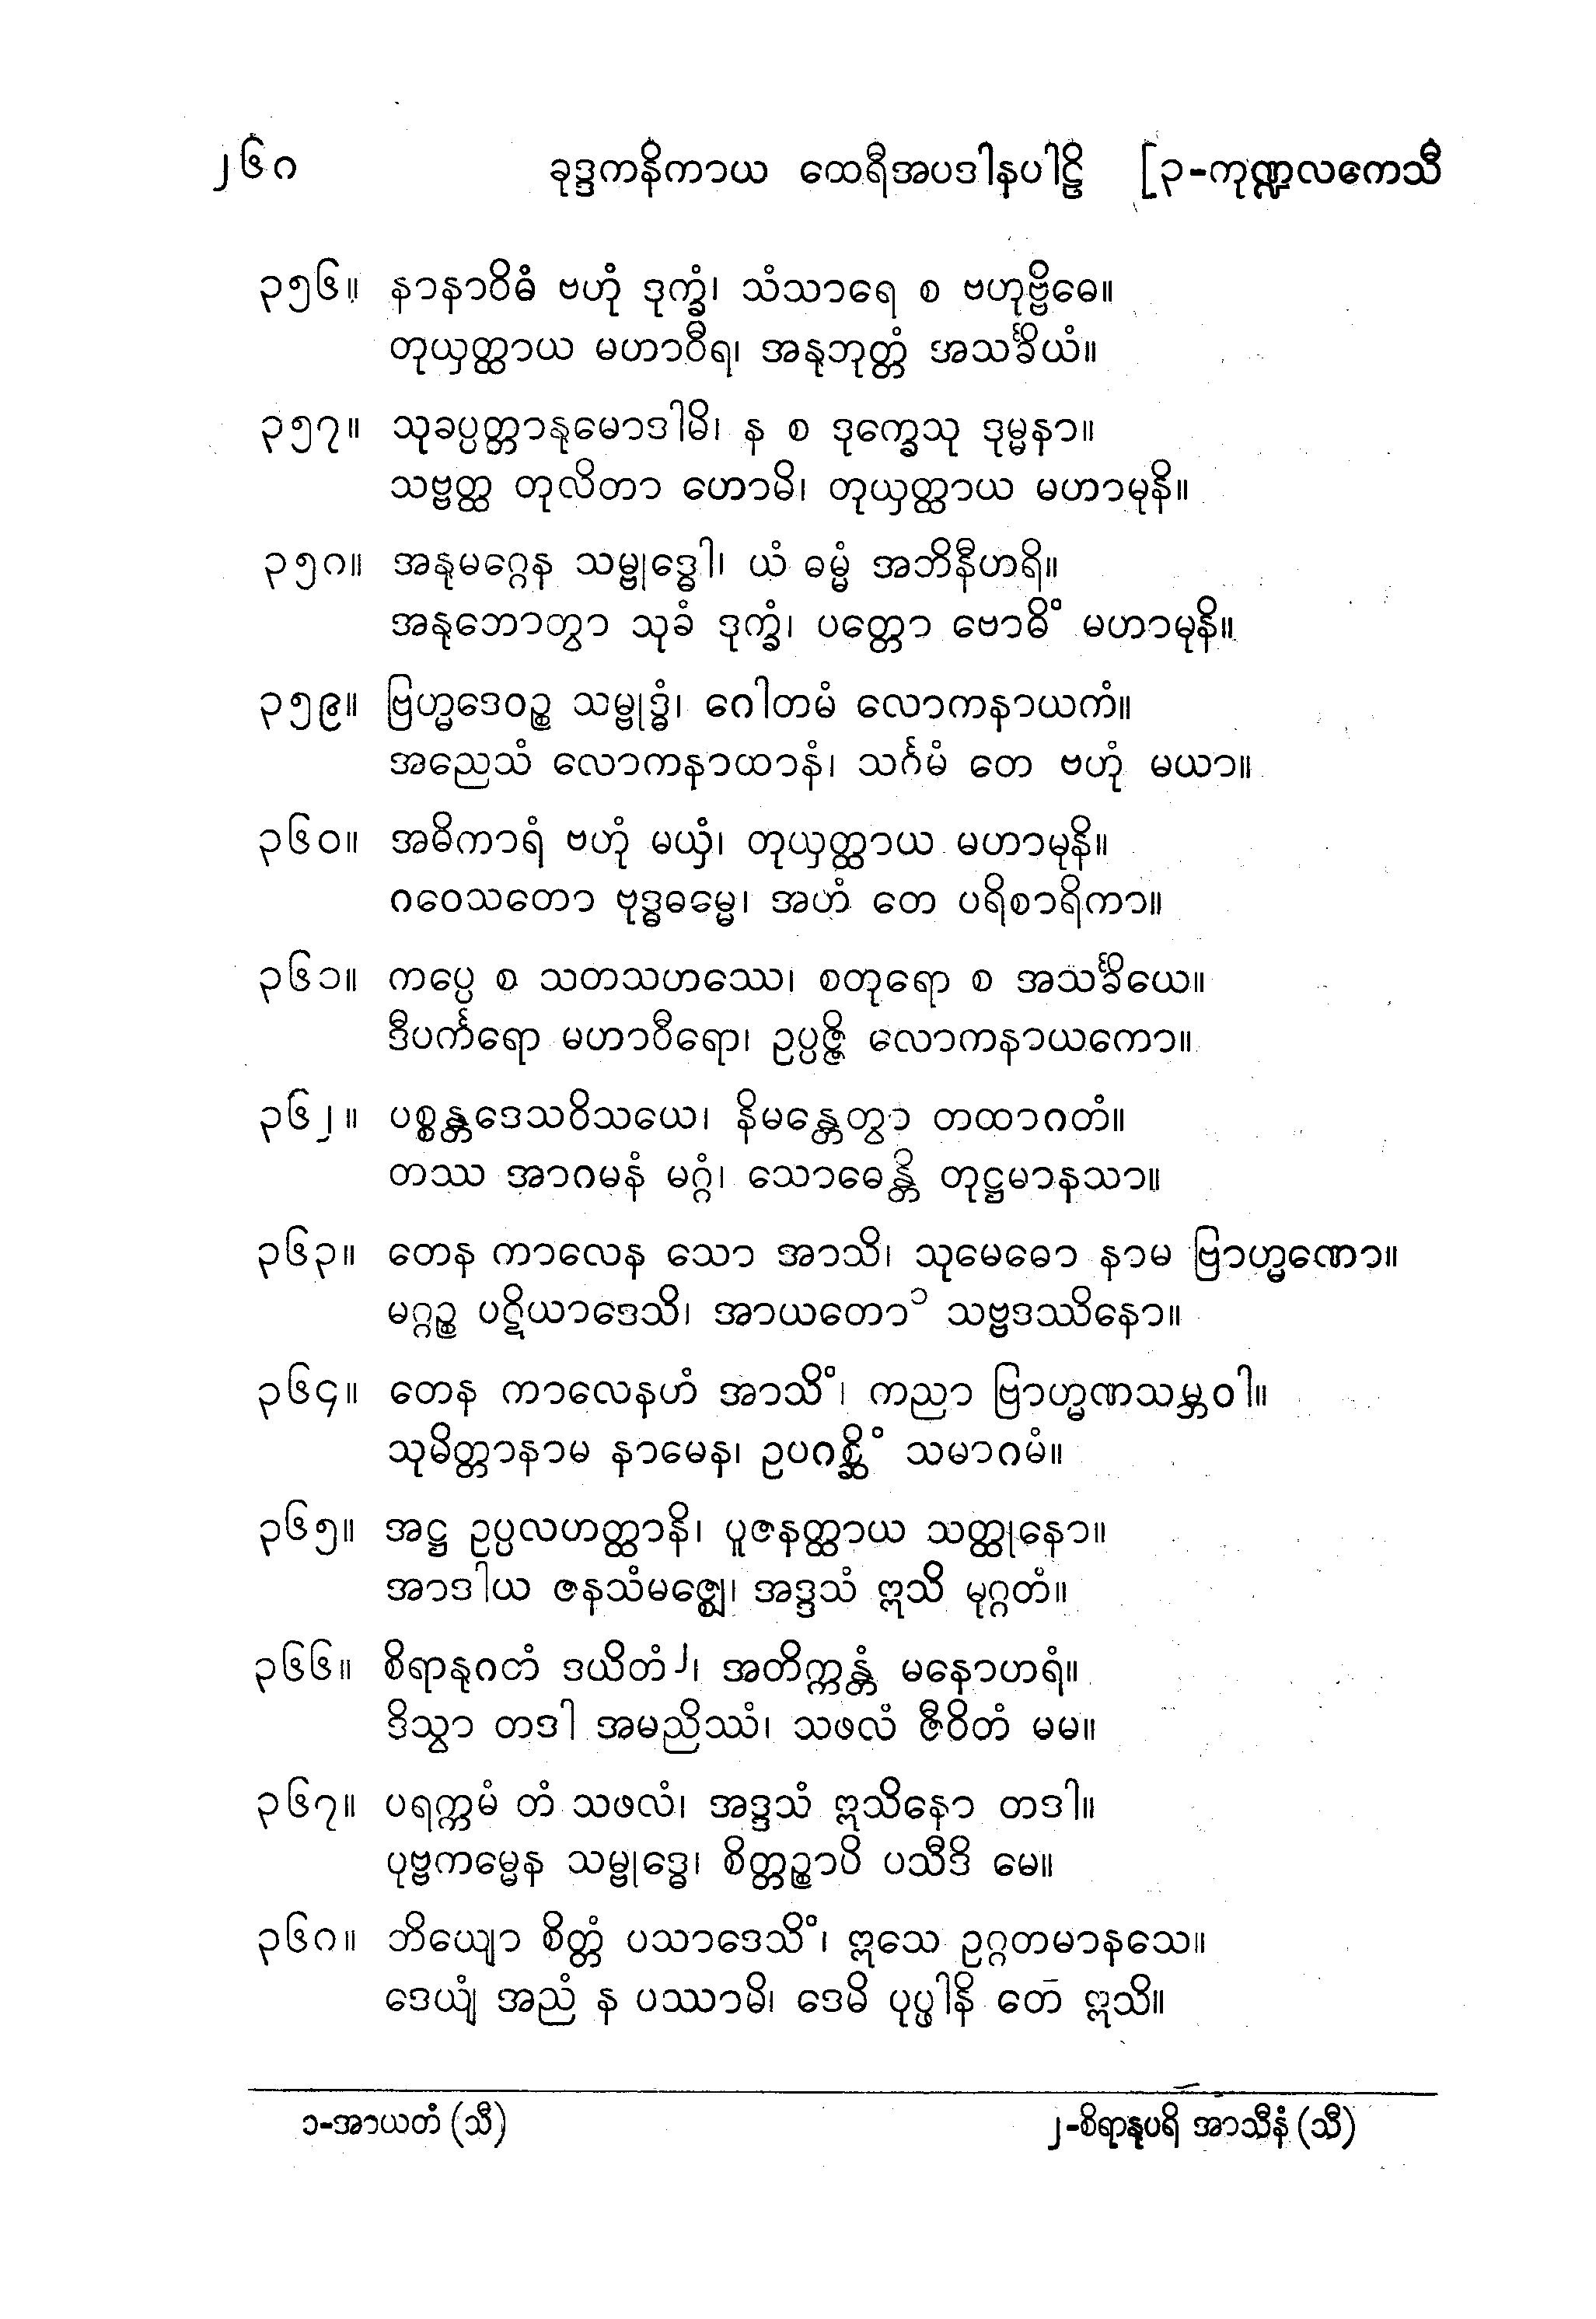 ၂၆ဂ ခုဒ္ဒကနိကာယ ထေရီအပဒါနပါဠိ [၃-ကုဏ္ဍလကေသီ
၃၅၆။ နာနာဝိဓံ ဗဟုံ ဒုက္ခံ၊ သံသာရေ စ ဗဟုဗ္ဗိဓေ။
တုယှတ္ထာယ မဟာဝီရ၊ အနုဘုတ္တံ အသင်္ခိယံ။
၃၅၇။ သုခပ္ပတ္တာနုမောဒါမိ၊ န စ ဒုက္ခေသု ဒုမ္မနာ။
သဗ္ဗတ္ထ တုလိတာ ဟောမိ၊ တုယှတ္ထာယ မဟာမုနိ။
၃၅ဂ။ အနုမဂ္ဂေန သမ္ဗုဒ္ဓေါ၊ ယံ ဓမ္မံ အဘိနီဟရိ။
အနုဘောတွာ သုခံ ဒုက္ခံ၊ ပတ္တော ဗောဓိံ မဟာမုနိ။
၃၅၉။ ဗြဟ္မဒေဝဉ္စ သမ္ဗုဒ္ဓံ၊ ဂေါတမံ လောကနာယကံ။
အညေသံ လောကနာထာနံ၊ သင်္ဂမံ တေ ဗဟုံ မယာ။
၃၆၀။ အဓိကာရံ ဗဟုံ မယှံ၊ တုယှတ္ထာယ မဟာမုနိ။
ဂဝေသတော ဗုဒ္ဓဓမ္မေ၊ အဟံ တေ ပရိစာရိကာ။
၃၆၁။ ကပ္ပေ စ သတသဟဿေ၊ စတုရော စ အသင်္ခိယေ။
ဒီပင်္ကရော မဟာဝီရော၊ ဥပ္ပဇ္ဇိ လောကနာယကော။
၃၆၂။ ပစ္စန္တဒေသဝိသယေ၊ နိမန္တေတွာ တထာဂတံ။
တဿ အာဂမနံ မဂ္ဂံ၊ သောဓေန္တိ တုဋ္ဌမာနသာ။
၃၆၃။ တေန ကာလေန သော အာသိ၊ သုမေဓော နာမ ဗြာဟ္မဏော။
မဂ္ဂဉ္စ ပဋိယာဒေသိ၊ အာယတော၁ သဗ္ဗဒဿိနော။
၃၆၄။ တေန ကာလေနဟံ အာသိံ၊ ကညာ ဗြာဟ္မဏသမ္ဘဝါ။
သုမိတ္တာနာမ နာမေန၊ ဥပဂစ္ဆိံ သမာဂမံ။
၃၆၅။ အဋ္ဌ ဥပ္ပလဟတ္ထာနိ၊ ပူဇနတ္ထာယ သတ္ထုနော။
အာဒါယ ဇနသံမဇ္ဈေ၊ အဒ္ဒသံ ဣသိ မုဂ္ဂတံ။
၃၆၆။ စိရာနုဂတံ ဒယိတံ၂၊ အတိက္ကန္တံ မနောဟရံ။
ဒိသွာ တဒါ အမညိဿံ၊ သဖလံ ဇီဝိတံ မမ။
၃၆၇။ ပရက္ကမံ တံ သဖလံ၊ အဒ္ဒသံ ဣသိနော တဒါ။
ပုဗ္ဗကမ္မေန သမ္ဗုဒ္ဓေ၊ စိတ္တဉ္စာပိ ပသီဒိ မေ။
၃၆ဂ။ ဘိယျော စိတ္တံ ပသာဒေသိံ၊ ဣသေ ဥဂ္ဂတမာနသေ။
ဒေယျံ အညံ န ပဿာမိ၊ ဒေမိ ပုပ္ဖါနိ တေ ဣသိ။
၁-အာယတံ (သီ) ၂-စိရာနုပရိ အာသီနံ (သီ)